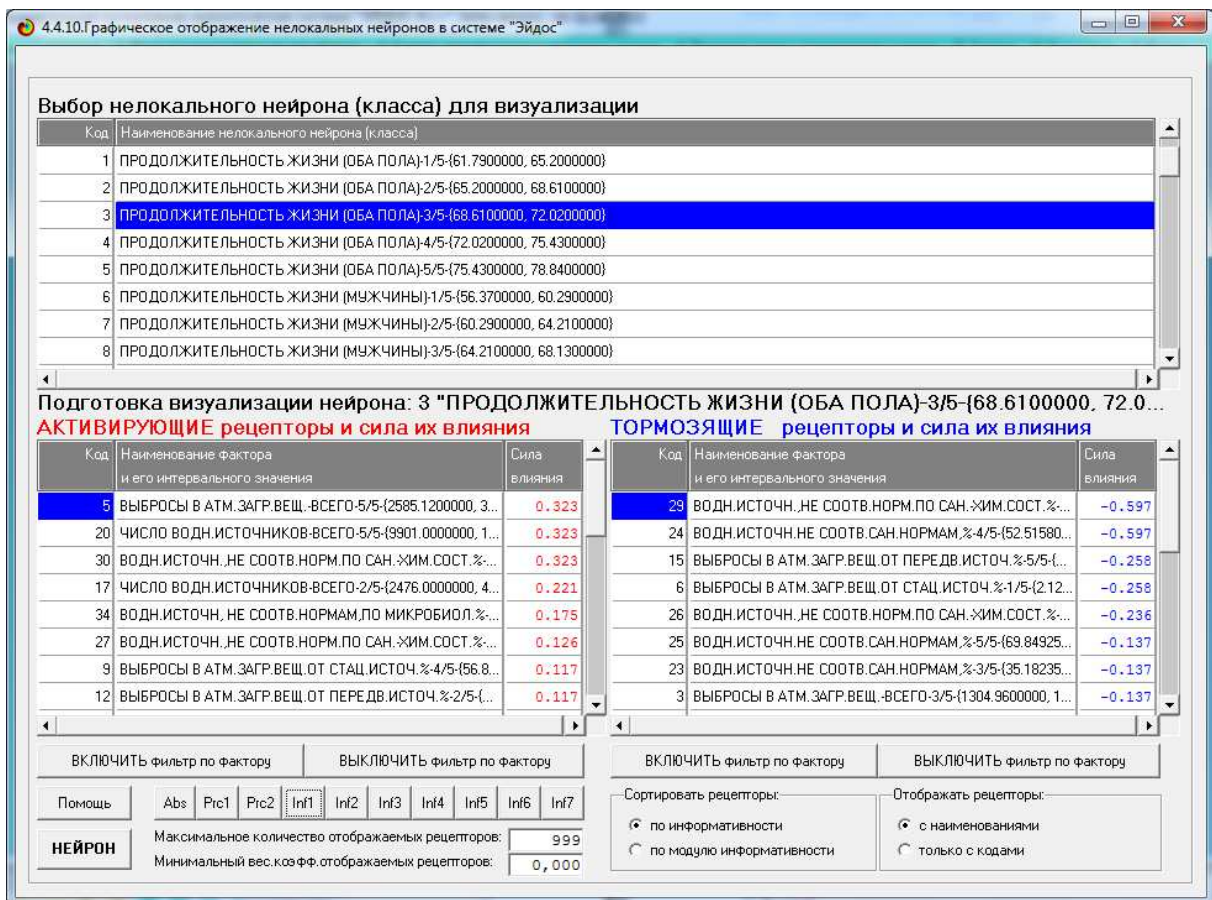 4.4.10.Графическое отображение нелокальных нейронов в системе "Эйдос"
Выбор нелокального нейрона (класса) для визуализации
Код Наименование нелокального нейрона (класса)
1 ПРОДОЛЖИТЕЛЬНОСТЬ ЖИЗНИ (ОБА ПОЛА)-1/5-{61.7900000, 65.2000000}
2 ПРОДОЛЖИТЕЛЬНОСТЬ ЖИЗНИ (ОБА ПОЛА)-2/5-{65.2000000, 68.6100000}
3 ПРОДОЛЖИТЕЛЬНОСТЬ ЖИЗНИ (ОБА ПОЛА)-3/5-{68.6100000, 72.0200000}
4 ПРОДОЛЖИТЕЛЬНОСТЬ ЖИЗНИ (ОБА ПОЛА)-4/5-{72.0200000, 75.4300000}
5 ПРОДОЛЖИТЕЛЬНОСТЬ ЖИЗНИ (ОБА ПОЛА)-5/5-{75.4300000, 78.8400000}
6 ПРОДОЛЖИТЕЛЬНОСТЬ ЖИЗНИ (МУЖЧИНЫ)-1/5-{56.3700000, 60.2900000}
7 ПРОДОЛЖИТЕЛЬНОСТЬ ЖИЗНИ (МУЖЧИНЫ)-2/5-{60.2900000, 64.2100000}
8 ПРОДОЛЖИТЕЛЬНОСТЬ ЖИЗНИ (МУЖЧИНЫ)-3/5-{64.2100000, 68.1300000}
Подготовка визуализации нейрона: 3 "ПРОДОЛЖИТЕЛЬНОСТЬ ЖИЗНИ (ОБА ПОЛА)-3/5-{68.6100000, 72.0...
АКТИВИРУЮЩИЕ рецепторы и сила их влияния
Код Наименование фактора Сила
и его интервального значения влияния
5 ВЫБРОСЫ В АТМ.ЗАГР.ВЕЩ.-ВСЕГО-5/5-{2585.1200000, 3... 0.323
20 ЧИСЛО ВОДН.ИСТОЧНИКОВ-ВСЕГО-5/5-{9901.0000000, 1... 0.323
30 ВОДН.ИСТОЧН.,НЕ СООТВ.НОРМ.ПО САН.-ХИМ.СОСТ.%-... 0.323
17 ЧИСЛО ВОДН.ИСТОЧНИКОВ-ВСЕГО-2/5-{2476.0000000, 4... 0.221
34 ВОДН.ИСТОЧН, НЕ СООТВ.НОРМАМ,ПО МИКРОБИОЛ.%-... 0.175
27 ВОДН.ИСТОЧН.,НЕ СООТВ.НОРМ.ПО САН.-ХИМ.СОСТ.%-... 0.126
9 ВЫБРОСЫ В АТМ.ЗАГР.ВЕЩ.ОТ СТАЦ.ИСТОЧ.%-4/5-{56.8... 0.117
12 ВЫБРОСЫ В АТМ.ЗАГР.ВЕЩ.ОТ ПЕРЕДВ.ИСТОЧ.%-2/5-{... 0.117
ТОРМОЗЯЩИЕ рецепторы и сила их влияния
Код Наименование фактора Сила
и его интервального значения влияния
29 ВОДН.ИСТОЧН.,НЕ СООТВ.НОРМ.ПО САН.-ХИМ.СОСТ.%-... -0.597
24 ВОДН.ИСТОЧН.НЕ СООТВ.САН.НОРМАМ,%-4/5-{52.51580... -0.597
15 ВЫБРОСЫ В АТМ.ЗАГР.ВЕЩ.ОТ ПЕРЕДВ.ИСТОЧ.%-5/5-{... -0.258
6 ВЫБРОСЫ В АТМ.ЗАГР.ВЕЩ.ОТ СТАЦ.ИСТОЧ.%-1/5-{2.12... -0.258
26 ВОДН.ИСТОЧН.,НЕ СООТВ.НОРМ.ПО САН.-ХИМ.СОСТ.%-... -0.236
25 ВОДН.ИСТОЧН.НЕ СООТВ.САН.НОРМАМ,%-5/5-{69.84925... -0.137
23 ВОДН.ИСТОЧН.НЕ СООТВ.САН.НОРМАМ,%-3/5-{35.18235... -0.137
3 ВЫБРОСЫ В АТМ.ЗАГР.ВЕЩ.-ВСЕГО-3/5-{1304.9600000, 1... -0.137
ВКЛЮЧИТЬ фильтр по фактору ВЫКЛЮЧИТЬ фильтр по фактору
ВКЛЮЧИТЬ фильтр по фактору ВЫКЛЮЧИТЬ фильтр по фактору
Помощь Abs Prc1 Prc2 Inf1 Inf2 Inf3 Inf4 Inf5 Inf6 Inf7
НЕЙРОН
Максимальное количество отображаемых рецепторов: 999
Минимальный вес.коэфф.отображаемых рецепторов: 0,000
Сортировать рецепторы:
по информативности
по модулю информативности
Отображать рецепторы:
с наименованиями
только с кодами